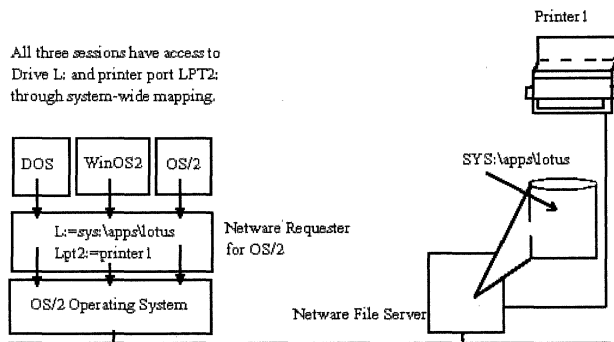 Printer1
All three sessions have access to
Drive L: and printer port LPT2:
through system-wide mapping.
DOS
WinOS2
OS/2
SYS:\apps\lotus
L:=sys:\apps\lotus
Lpt2:=printer1
Netware Requester
for OS/2
OS/2 Operating System
Netware File Server